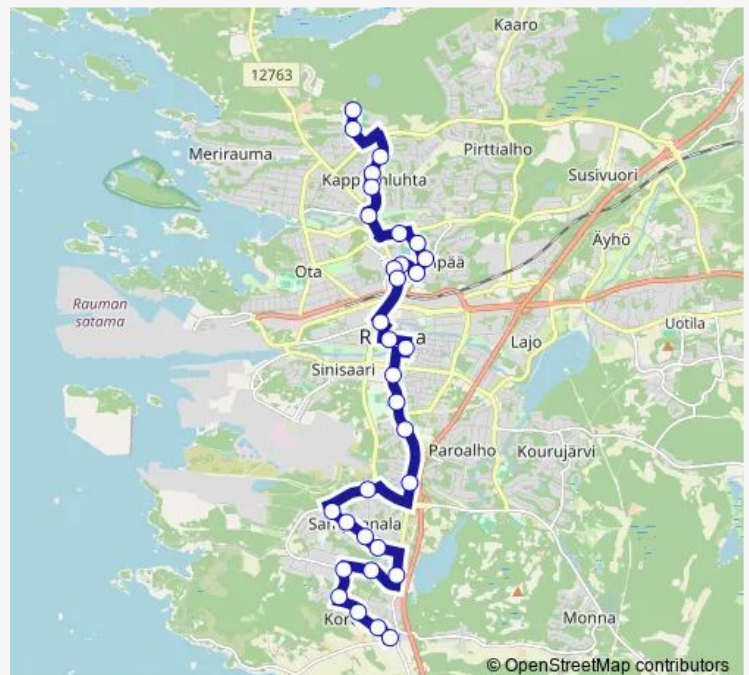 Kaaro
12763
Merirauma
Pirttialho
Susivuori
Äyhö
Ota
Rauman
satama
Uotila
Lajo
Sinisaari
Paroalho
Kourujärvi
Monna
© OpenStreetMap contributors